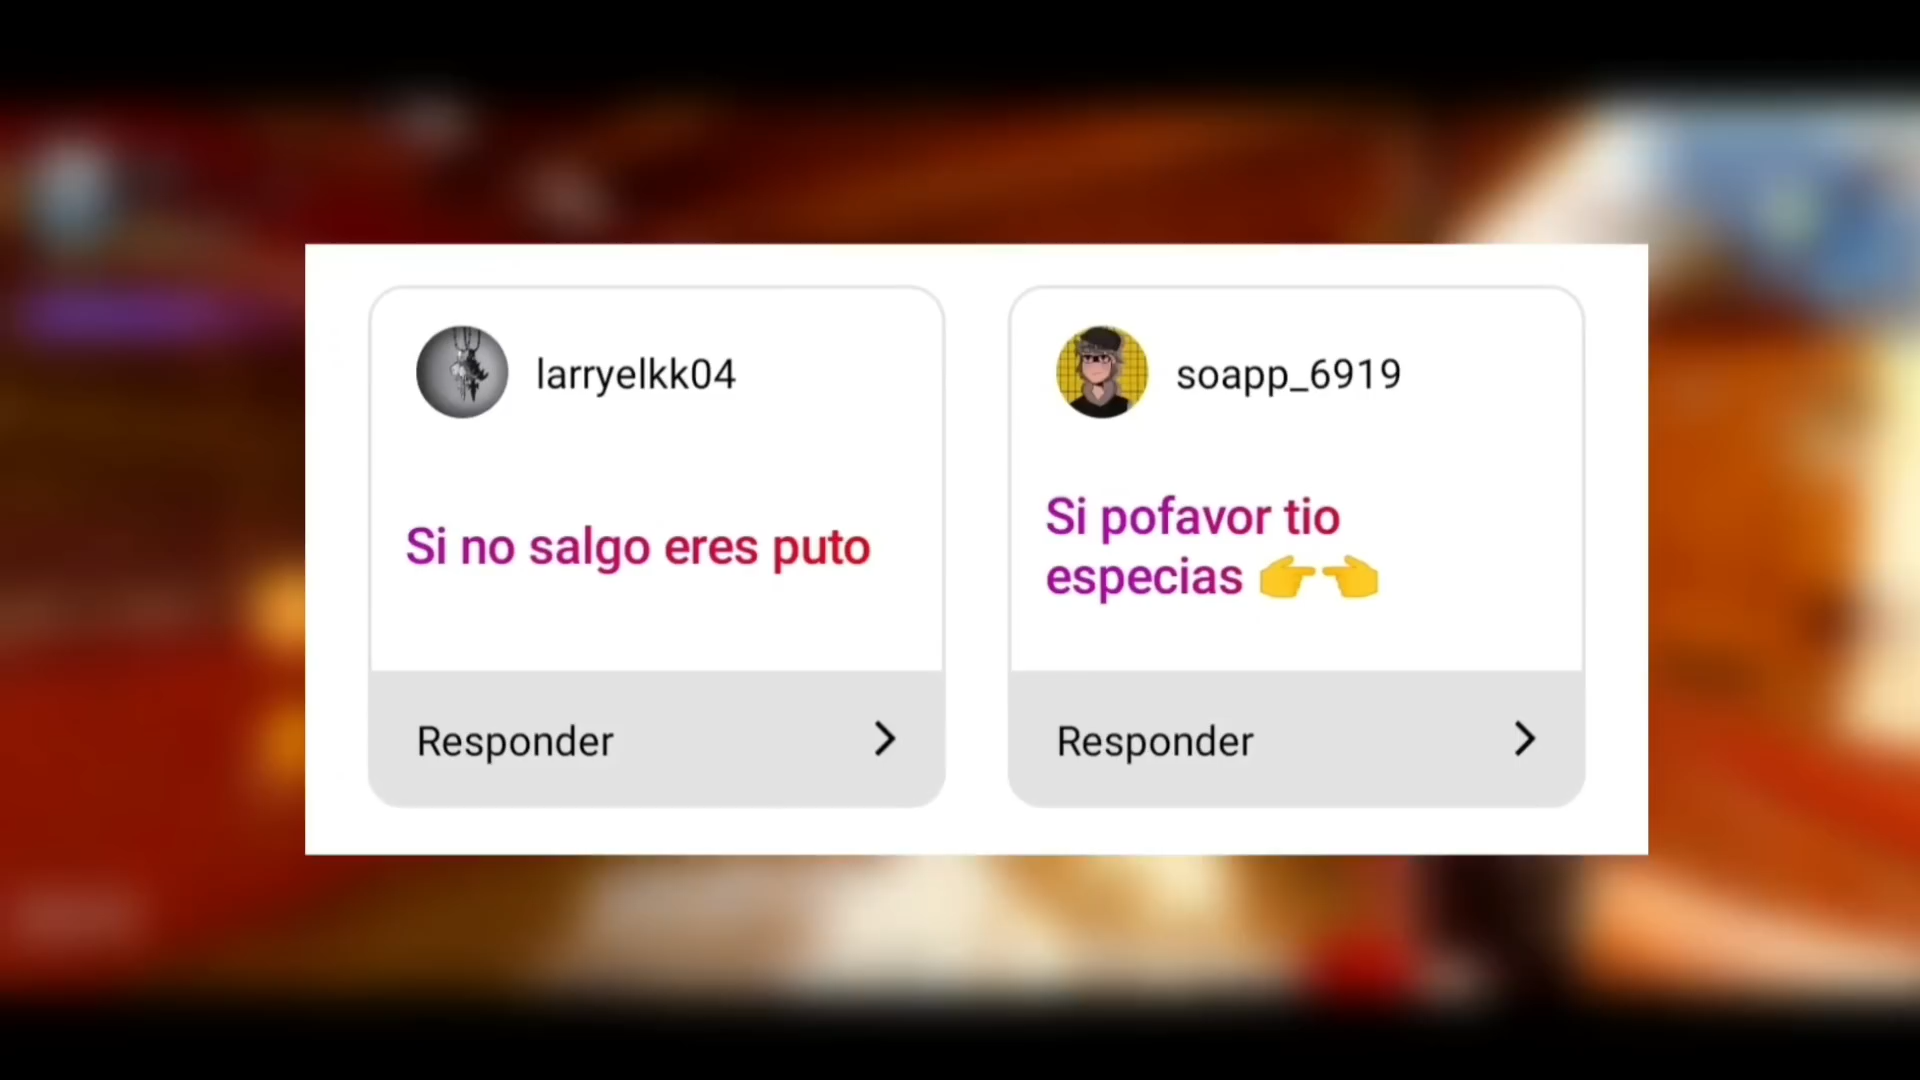 larryelkk04
Si no salgo eres puto
Responder
soapp_6919
Si pofavor tio
especias 👉👈
Responder